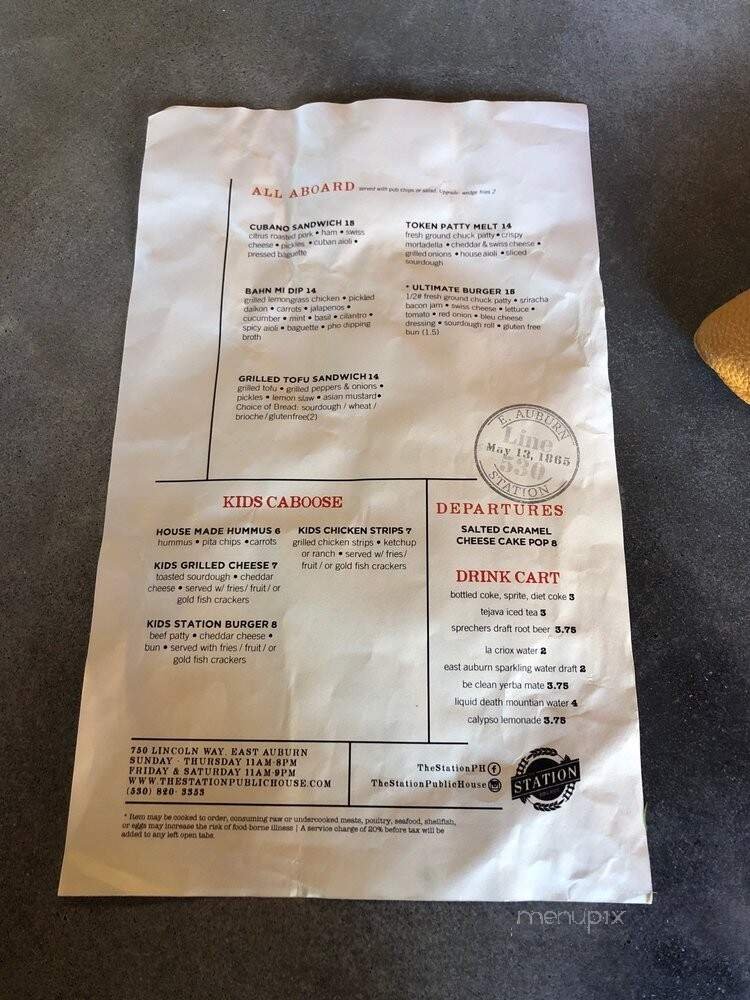 ALL ABOARD served with pub chips or salad. Upgrade: wedge fries 2
CUBANO SANDWICH 15
citrus roasted pork • ham • swiss
cheese • pickles • cuban aioli •
pressed baguette
TOKEN PATTY MELT 14
fresh ground chuck patty • crispy
mortadella • cheddar & swiss cheese •
grilled onions • house aioli • sliced
sourdough
BAHN MI DIP 14
grilled lemongrass chicken • pickled
daikon • carrots • jalapenos •
cucumber • mint • basil • cilantro •
spicy aioli • baguette • pho dipping
broth
* ULTIMATE BURGER 15
1/2# fresh ground chuck patty • sriracha
bacon jam • swiss cheese • lettuce •
tomato • red onion • bleu cheese
dressing • sourdough roll • gluten free
bun (1.5)
GRILLED TOFU SANDWICH 14
grilled tofu • grilled peppers & onions •
pickles • lemon slaw • asian mustard•
Choice of Bread: sourdough / wheat /
brioche / glutenfree(2)
E. AUBURN
Line
May 13, 1865
530
STATION
KIDS CABOOSE
HOUSE MADE HUMMUS 6
hummus • pita chips •carrots
KIDS GRILLED CHEESE 7
toasted sourdough • cheddar
cheese • served w/ fries / fruit / or
gold fish crackers
KIDS STATION BURGER 8
beef patty • cheddar cheese •
bun • served with fries / fruit / or
gold fish crackers
KIDS CHICKEN STRIPS 7
grilled chicken strips • ketchup
or ranch • served w/ fries/
fruit / or gold fish crackers
DEPARTURES
SALTED CARAMEL
CHEESE CAKE POP 8
DRINK CART
bottled coke, sprite, diet coke 3
tejava iced tea 3
sprechers draft root beer 3.75
la criox water 2
east auburn sparkling water draft 2
be clean yerba mate 3.75
liquid death mountian water 4
calypso lemonade 3.75
750 LINCOLN WAY. EAST AUBURN
SUNDAY - THURSDAY 11AM-8PM
FRIDAY & SATURDAY 11AM-9PM
WWW.THESTATIONPUBLICHOUSE.COM
(530) 820- 3353
TheStationPH
TheStationPublicHouse
STATION
* Item may be cooked to order, consuming raw or undercooked meats, poultry, seafood, shellfish,
or eggs may increase the risk of food-borne illness | A service charge of 20% before tax will be
added to any left open tabs.
menupix